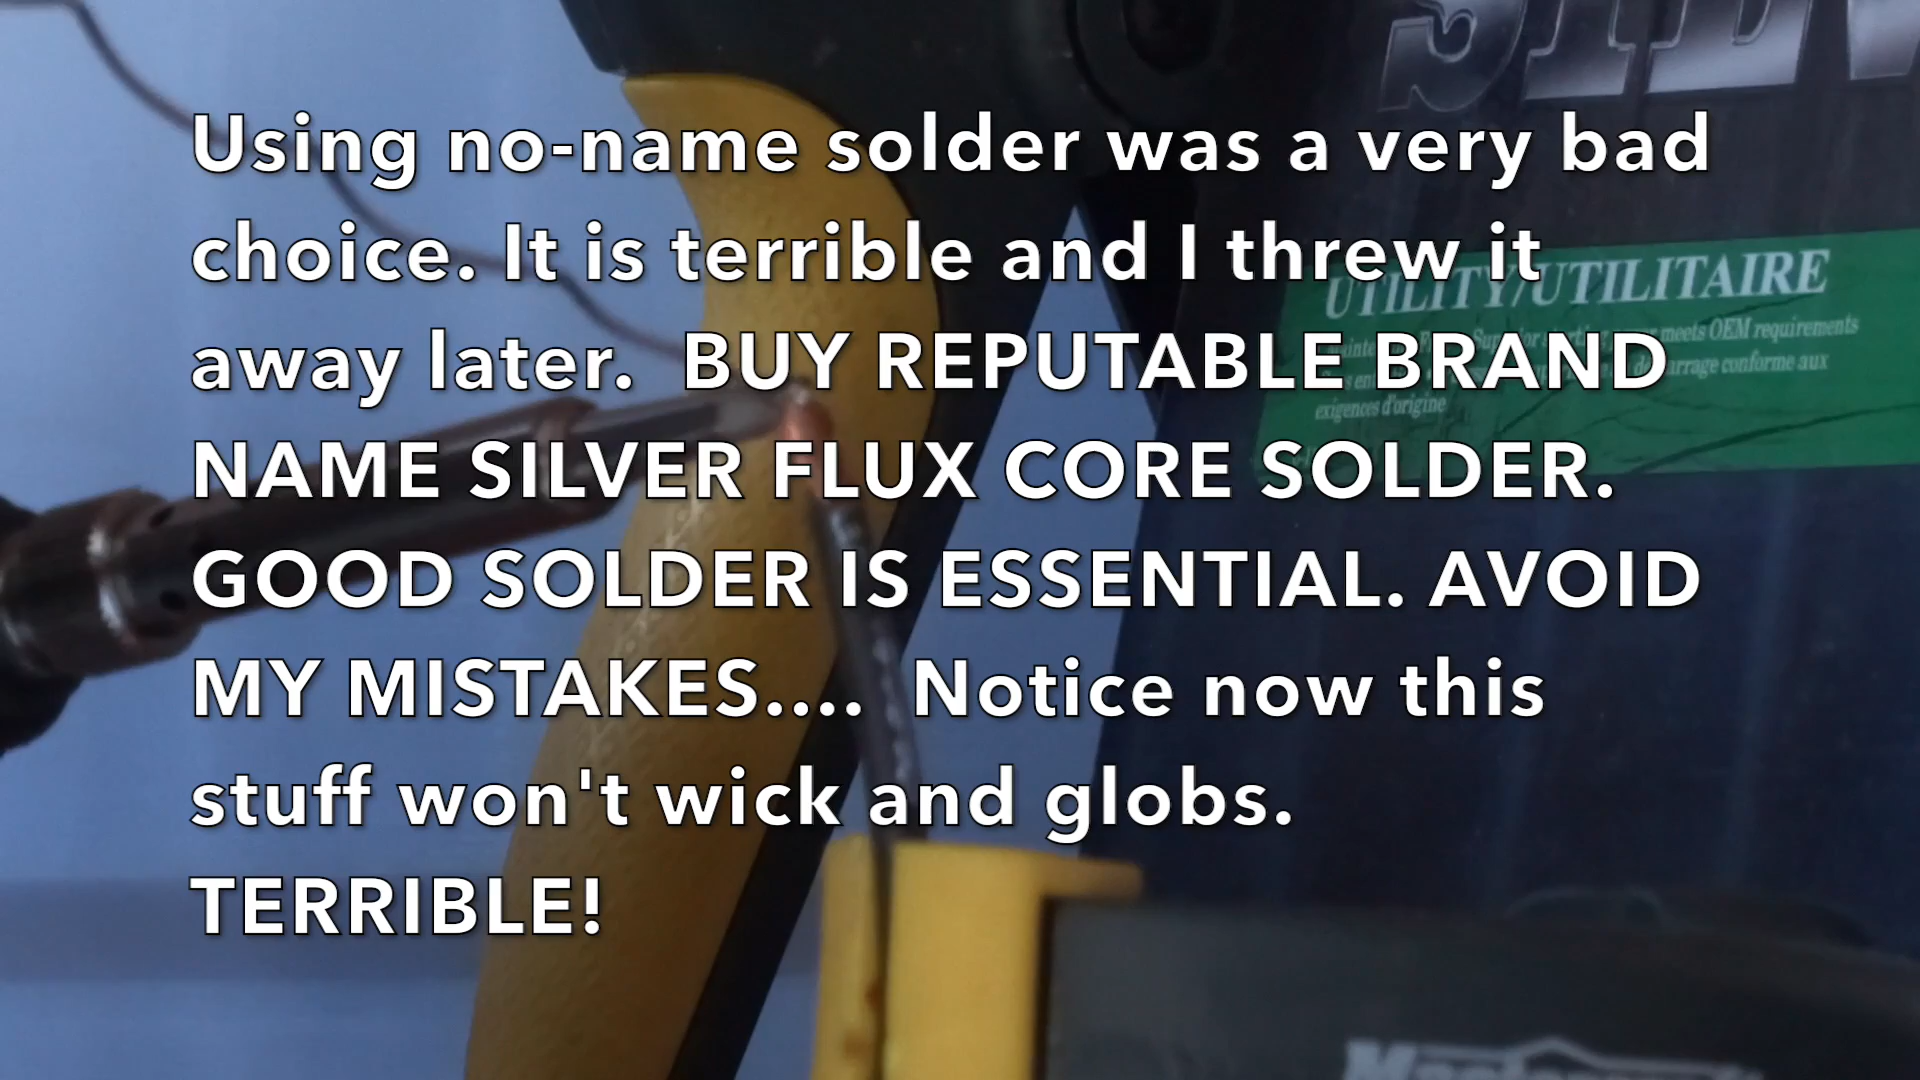 Using no-name solder was a very bad
choice. It is terrible and I threw it
away later.  BUY REPUTABLE BRAND
NAME SILVER FLUX CORE SOLDER.
GOOD SOLDER IS ESSENTIAL. AVOID
MY MISTAKES....  Notice now this
stuff won't wick and globs.
TERRIBLE!
UTILITY/UTILITAIRE
meets OEM requirements
conforme aux
exigences d'origine